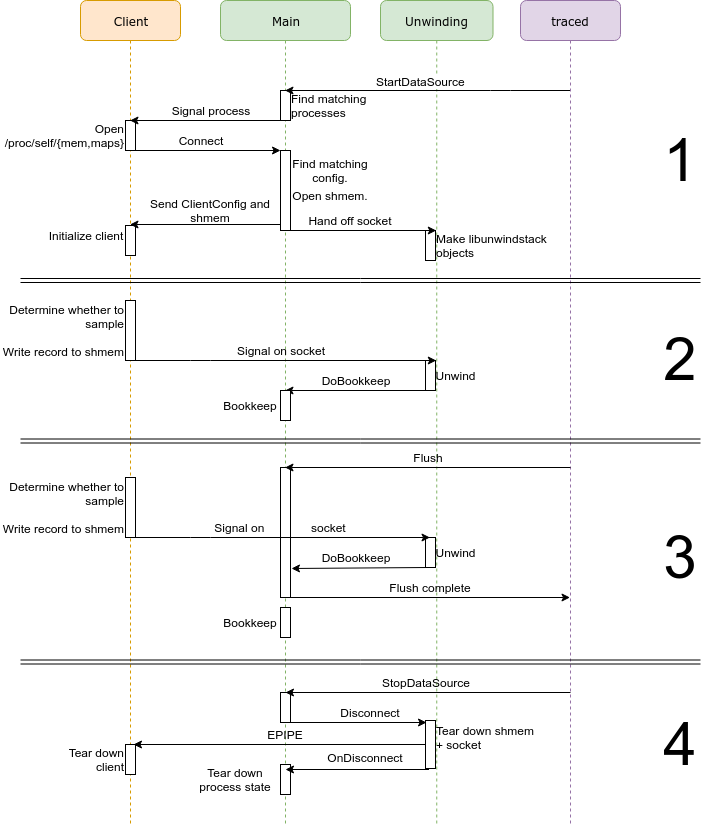 Client
Main
Unwinding
traced
StartDataSource
Find matching
processes
Signal process
Open
/proc/self/{mem,maps}
Connect
1
Find matching
config.
Open shmem.
Send ClientConfig and
shmem
Hand off socket
Initialize client
Make libunwindstack
objects
Determine whether to
sample
Write record to shmem
Signal on socket
2
Unwind
DoBookkeep
Bookkeep
Flush
Determine whether to
sample
Write record to shmem
Signal on socket
3
Unwind
DoBookkeep
Flush complete
Bookkeep
StopDataSource
Disconnect
4
Tear down shmem
+ socket
EPIPE
Tear down
client
OnDisconnect
Tear down
process state